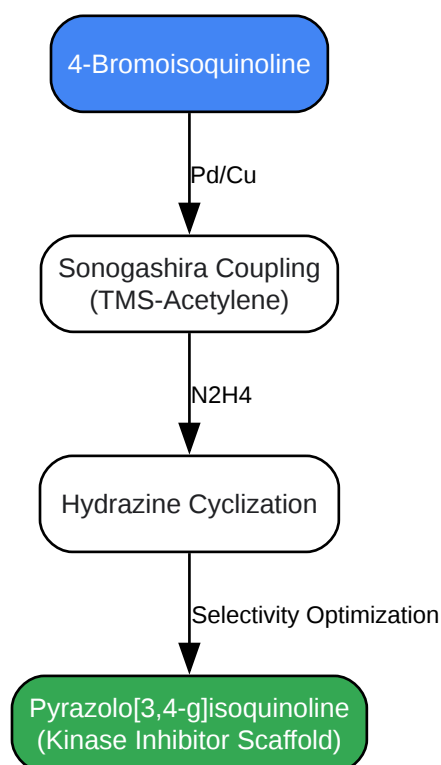 4-Bromoisoquinoline
Pd/Cu
Sonogashira Coupling
(TMS-Acetylene)
N2H4
Hydrazine Cyclization
Selectivity Optimization
Pyrazolo[3,4-g]isoquinoline
(Kinase Inhibitor Scaffold)